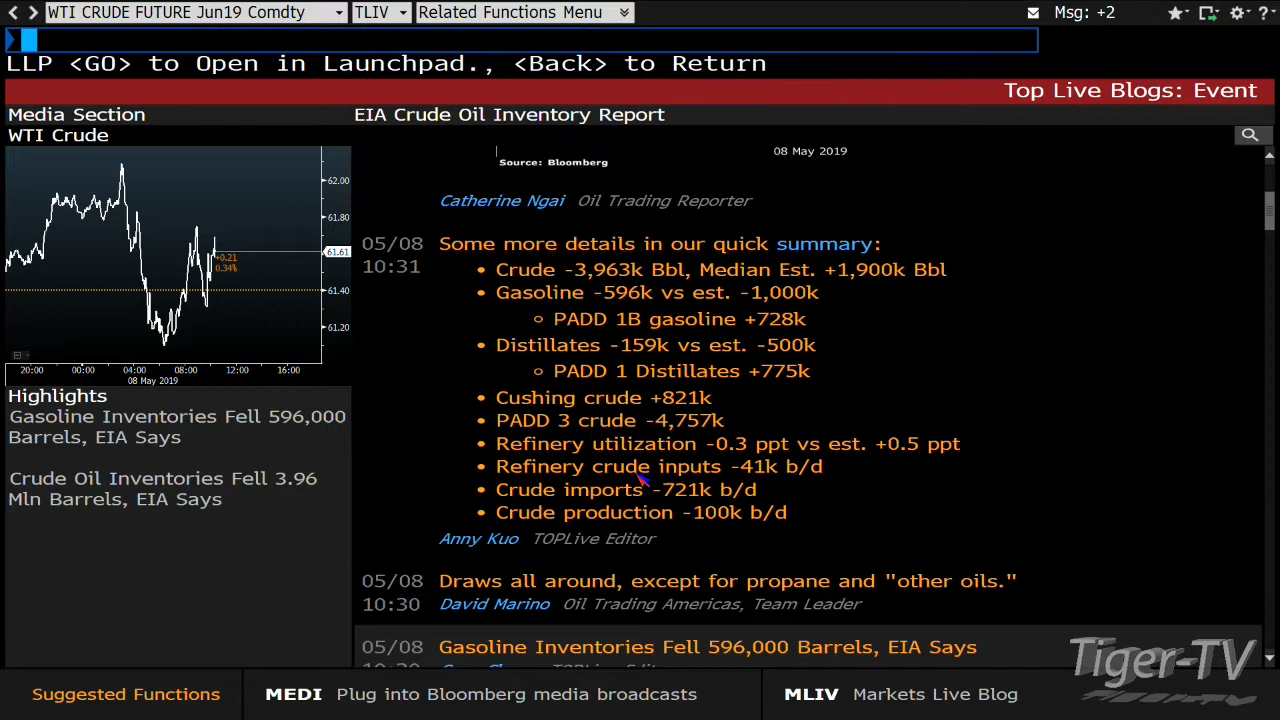 WTI CRUDE FUTURE Jun19 Comdty TLIV Related Functions Menu Msg: +2
LLP <GO> to Open in Launchpad., <Back> to Return
Top Live Blogs: Event
Media Section EIA Crude Oil Inventory Report
WTI Crude
62.00
61.80
61.61
+0.21
0.34%
61.40
61.20
20:00 00:00 04:00 08:00 12:00 16:00
08 May 2019
Highlights
Gasoline Inventories Fell 596,000
Barrels, EIA Says
Crude Oil Inventories Fell 3.96
Mln Barrels, EIA Says
08 May 2019
Source: Bloomberg
Catherine Ngai Oil Trading Reporter
05/08 Some more details in our quick summary:
10:31
• Crude -3,963k Bbl, Median Est. +1,900k Bbl
• Gasoline -596k vs est. -1,000k
o PADD 1B gasoline +728k
• Distillates -159k vs est. -500k
o PADD 1 Distillates +775k
• Cushing crude +821k
• PADD 3 crude -4,757k
• Refinery utilization -0.3 ppt vs est. +0.5 ppt
• Refinery crude inputs -41k b/d
• Crude imports -721k b/d
• Crude production -100k b/d
Anny Kuo TOPLive Editor
05/08 Draws all around, except for propane and "other oils."
10:30 David Marino Oil Trading Americas, Team Leader
05/08 Gasoline Inventories Fell 596,000 Barrels, EIA Says
Tiger-TV
Suggested Functions MEDI Plug into Bloomberg media broadcasts MLIV Markets Live Blog